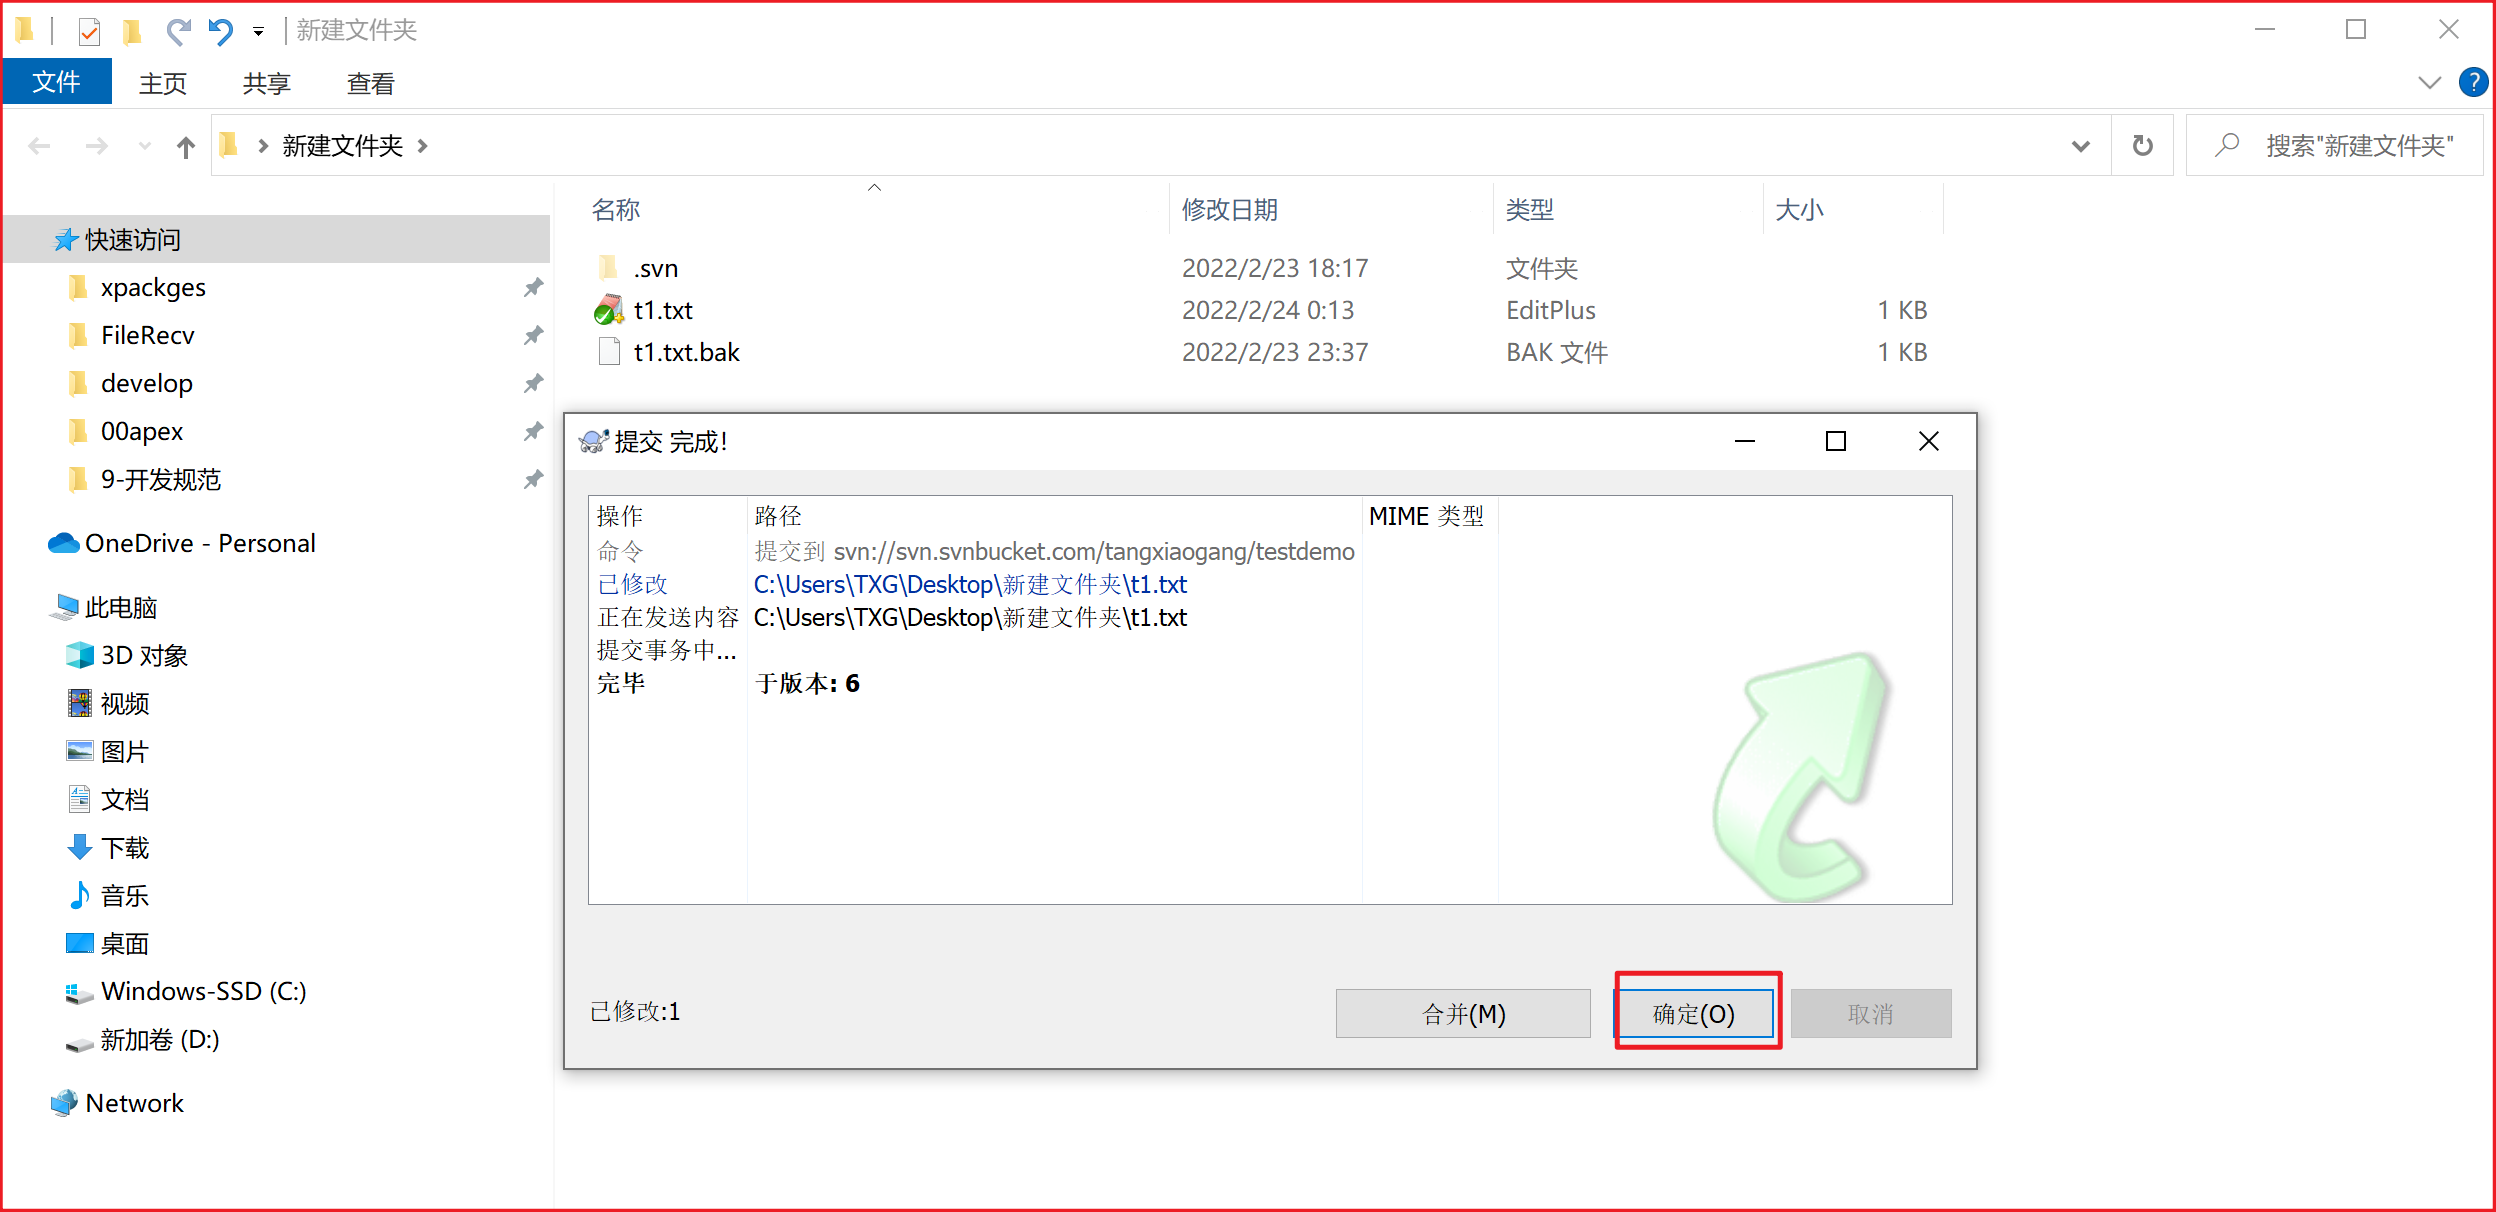 新建文件夹
文件 主页 共享 查看
?
新建文件夹
搜索"新建文件夹"
名称 修改日期 类型 大小
快速访问
xpackges
FileRecv
develop
00apex
9-开发规范
OneDrive - Personal
此电脑
3D 对象
视频
图片
文档
下载
音乐
桌面
Windows-SSD (C:)
新加卷 (D:)
Network
.svn 2022/2/23 18:17 文件夹
t1.txt 2022/2/24 0:13 EditPlus 1 KB
t1.txt.bak 2022/2/23 23:37 BAK 文件 1 KB
提交 完成!
操作 路径 MIME 类型
命令 提交到 svn://svn.svnbucket.com/tangxiaogang/testdemo
已修改 C:\Users\TXG\Desktop\新建文件夹\t1.txt
正在发送内容 C:\Users\TXG\Desktop\新建文件夹\t1.txt
提交事务中...
完毕 于版本: 6
已修改:1
合并(M) 确定(O) 取消